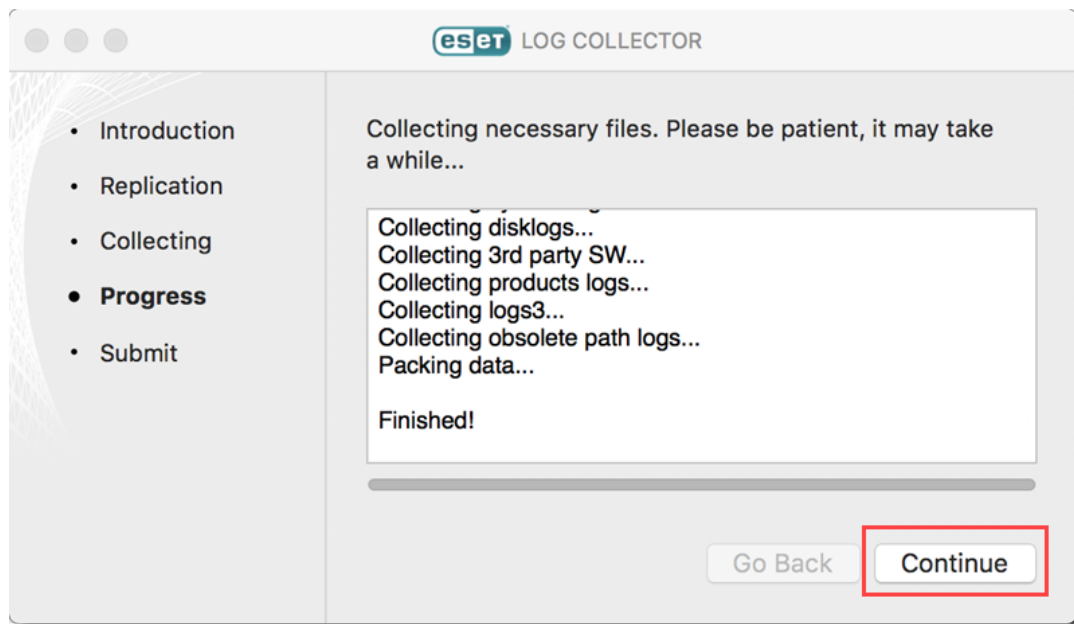 eseT LOG COLLECTOR
Introduction
Replication
Collecting
Progress
Submit
Collecting necessary files. Please be patient, it may take
a while...
Collecting disklogs...
Collecting 3rd party SW...
Collecting products logs...
Collecting logs3...
Collecting obsolete path logs...
Packing data...
Finished!
Go Back
Continue